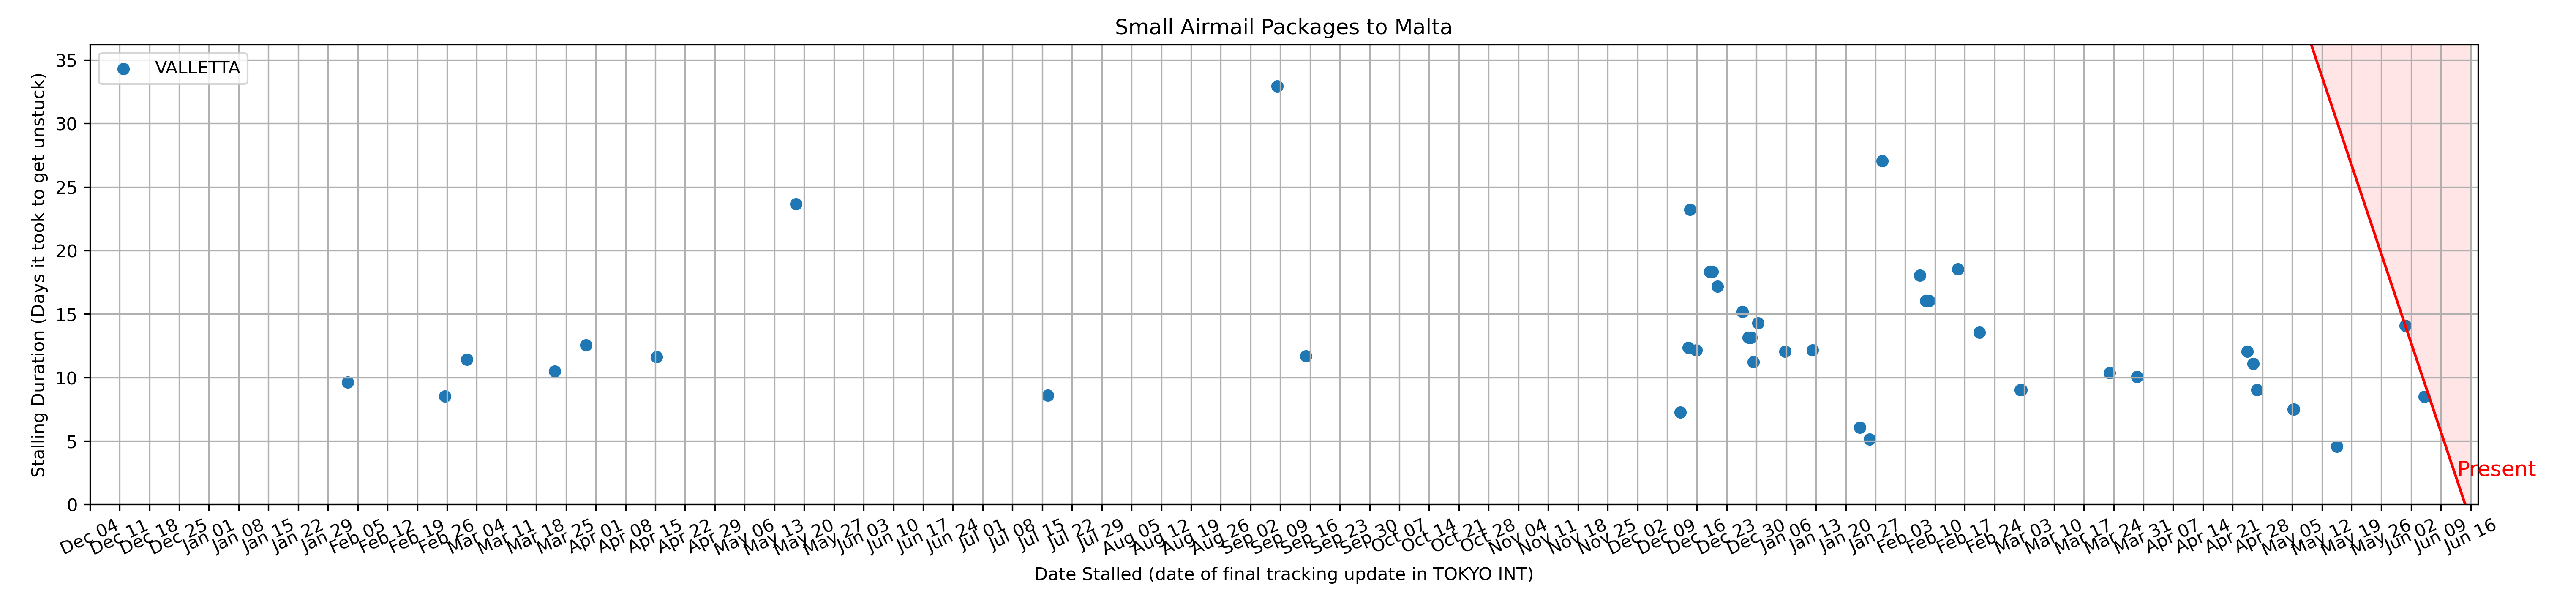 Small Airmail Packages to Malta
VALLETTA
Stalling Duration (Days it took to get unstuck)
35
30
25
20
15
10
5
0
Present
Dec 04
Dec 11
Dec 18
Dec 25
Jan 01
Jan 08
Jan 15
Jan 22
Jan 29
Feb 05
Feb 12
Feb 19
Feb 26
Mar 04
Mar 11
Mar 18
Mar 25
Apr 01
Apr 08
Apr 15
Apr 22
Apr 29
May 06
May 13
May 20
May 27
Jun 03
Jun 10
Jun 17
Jun 24
Jul 01
Jul 08
Jul 15
Jul 22
Jul 29
Aug 05
Aug 12
Aug 19
Aug 26
Sep 02
Sep 09
Sep 16
Sep 23
Sep 30
Oct 07
Oct 14
Oct 21
Oct 28
Nov 04
Nov 11
Nov 18
Nov 25
Dec 02
Dec 09
Dec 16
Dec 23
Dec 30
Jan 06
Jan 13
Jan 20
Jan 27
Feb 03
Feb 10
Feb 17
Feb 24
Mar 03
Mar 10
Mar 17
Mar 24
Mar 31
Apr 07
Apr 14
Apr 21
Apr 28
May 05
May 12
May 19
May 26
Jun 02
Jun 09
Jun 16
Date Stalled (date of final tracking update in TOKYO INT)